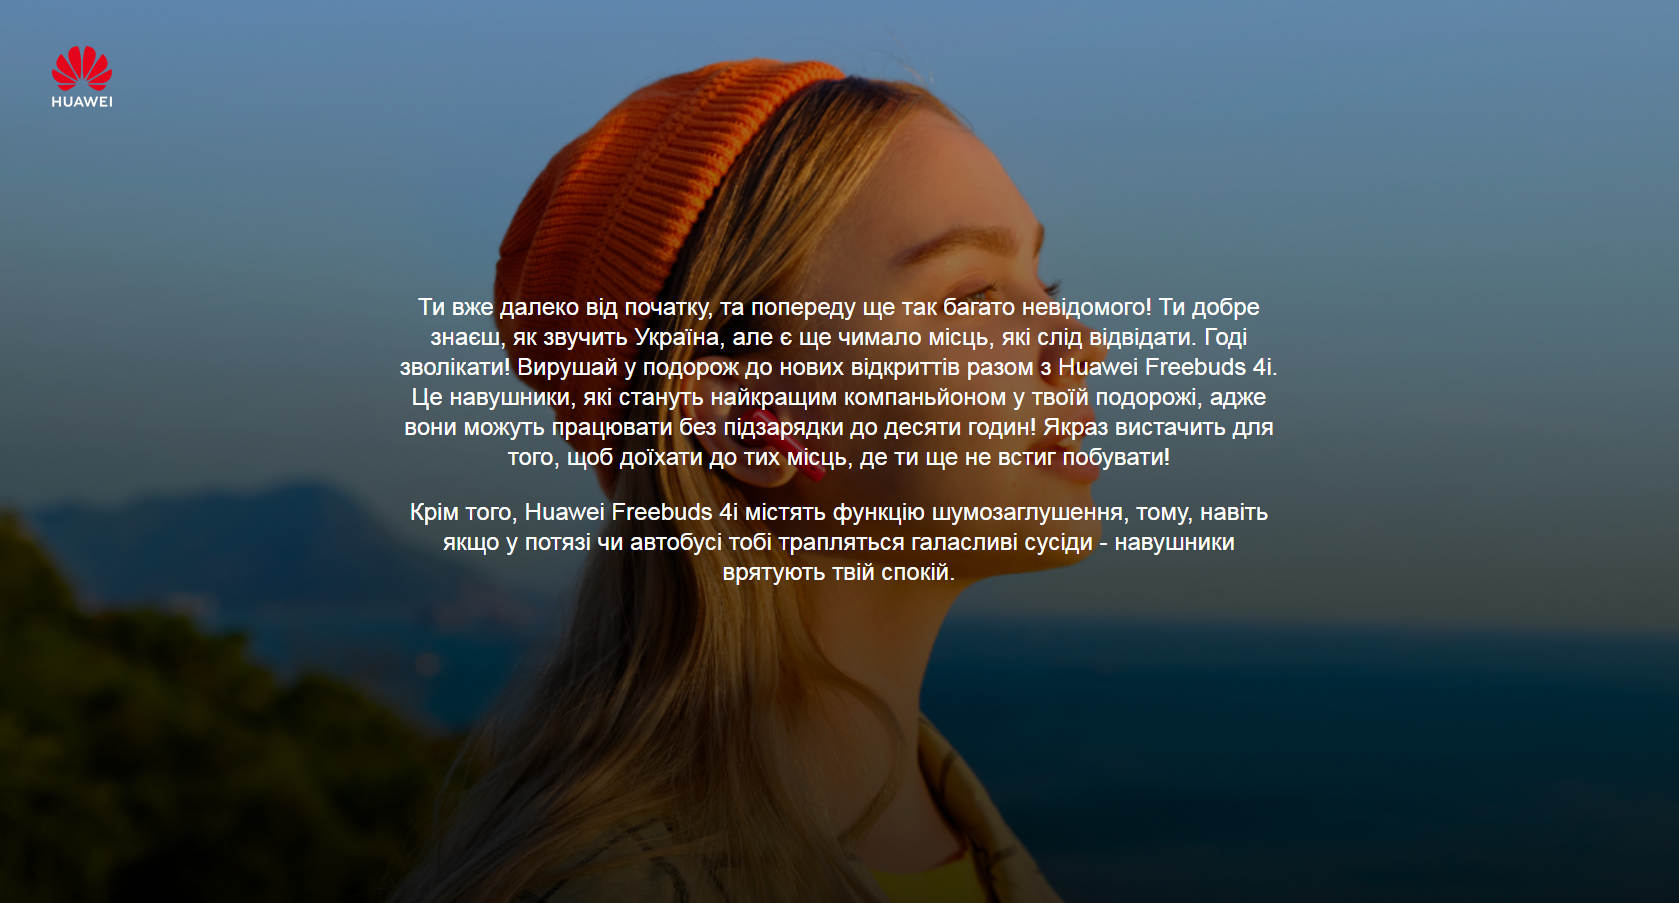 HUAWEI
Ти вже далеко від початку, та попереду ще так багато невідомого! Ти добре
знаєш, як звучить Україна, але є ще чимало місць, які слід відвідати. Годі
зволікати! Вирушай у подорож до нових відкриттів разом з Huawei Freebuds 4i.
Це навушники, які стануть найкращим компаньйоном у твоїй подорожі, адже
вони можуть працювати без підзарядки до десяти годин! Якраз вистачить для
того, щоб доїхати до тих місць, де ти ще не встиг побувати!
Крім того, Huawei Freebuds 4i містять функцію шумозаглушення, тому, навіть
якщо у потязі чи автобусі тобі трапляться галасливі сусіди - навушники
врятують твій спокій.